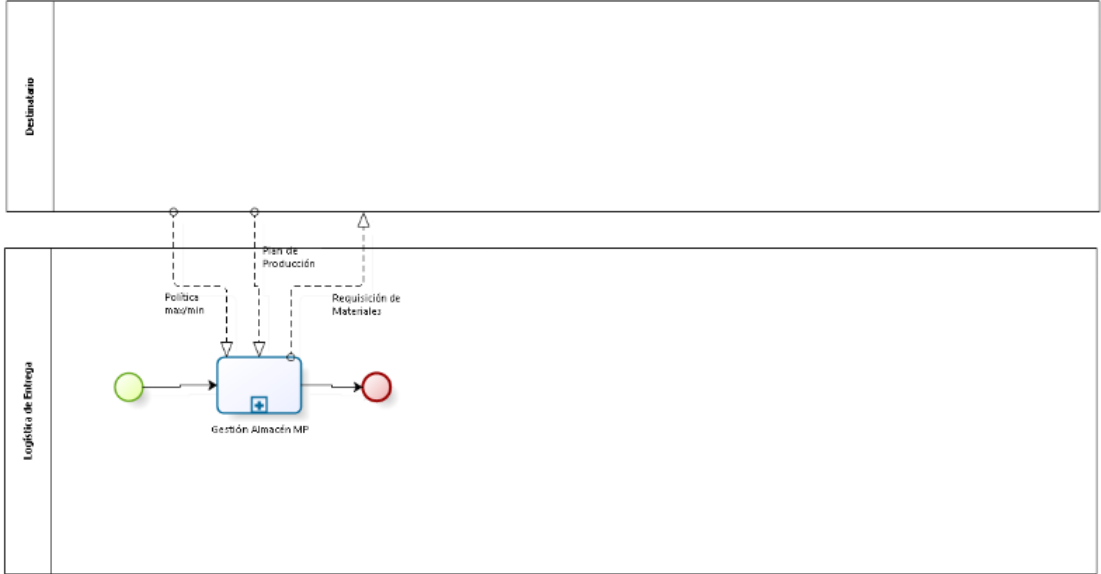 Destinatario
Plan de
Producción
Política
max/min
Requisición de
Materiales
Logística de Entrega
Gestión Almacén MP